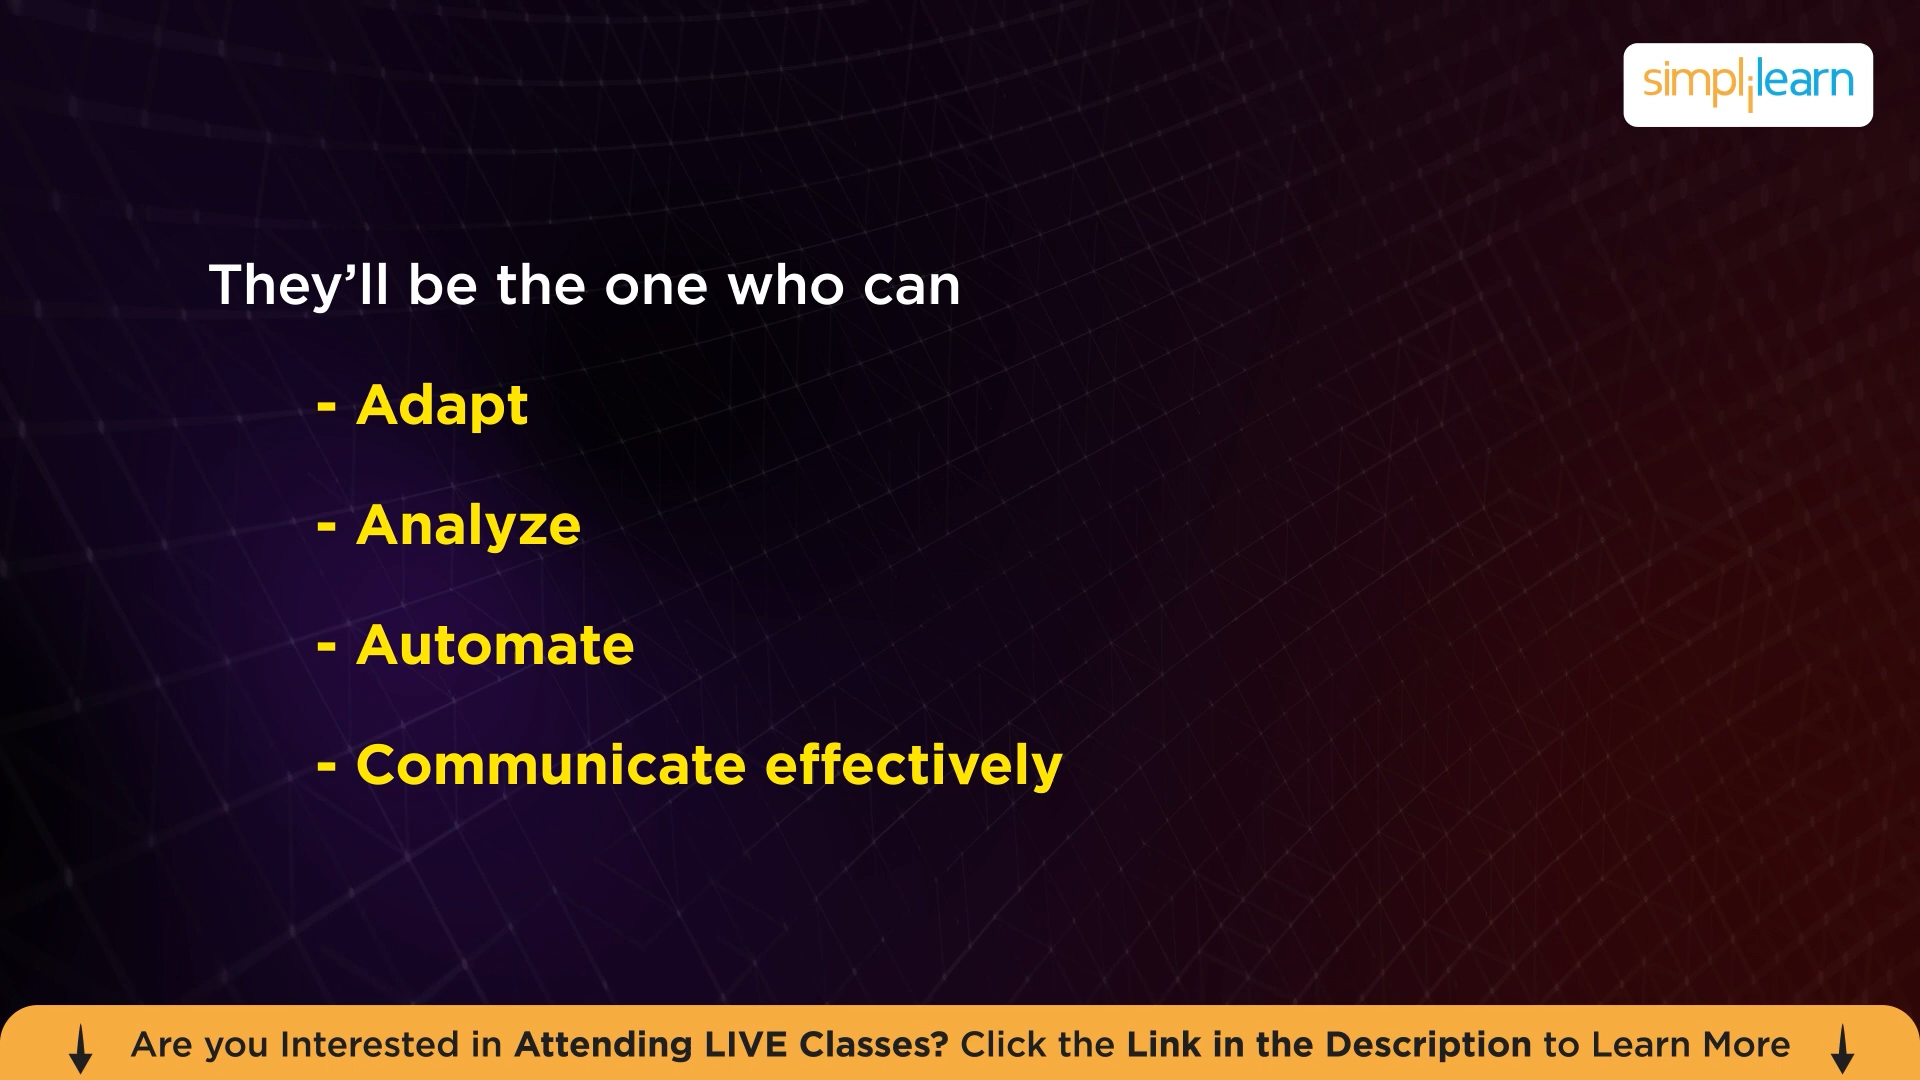 simplilearn
They’ll be the one who can
- Adapt
- Analyze
- Automate
- Communicate effectively
Are you Interested in Attending LIVE Classes? Click the Link in the Description to Learn More